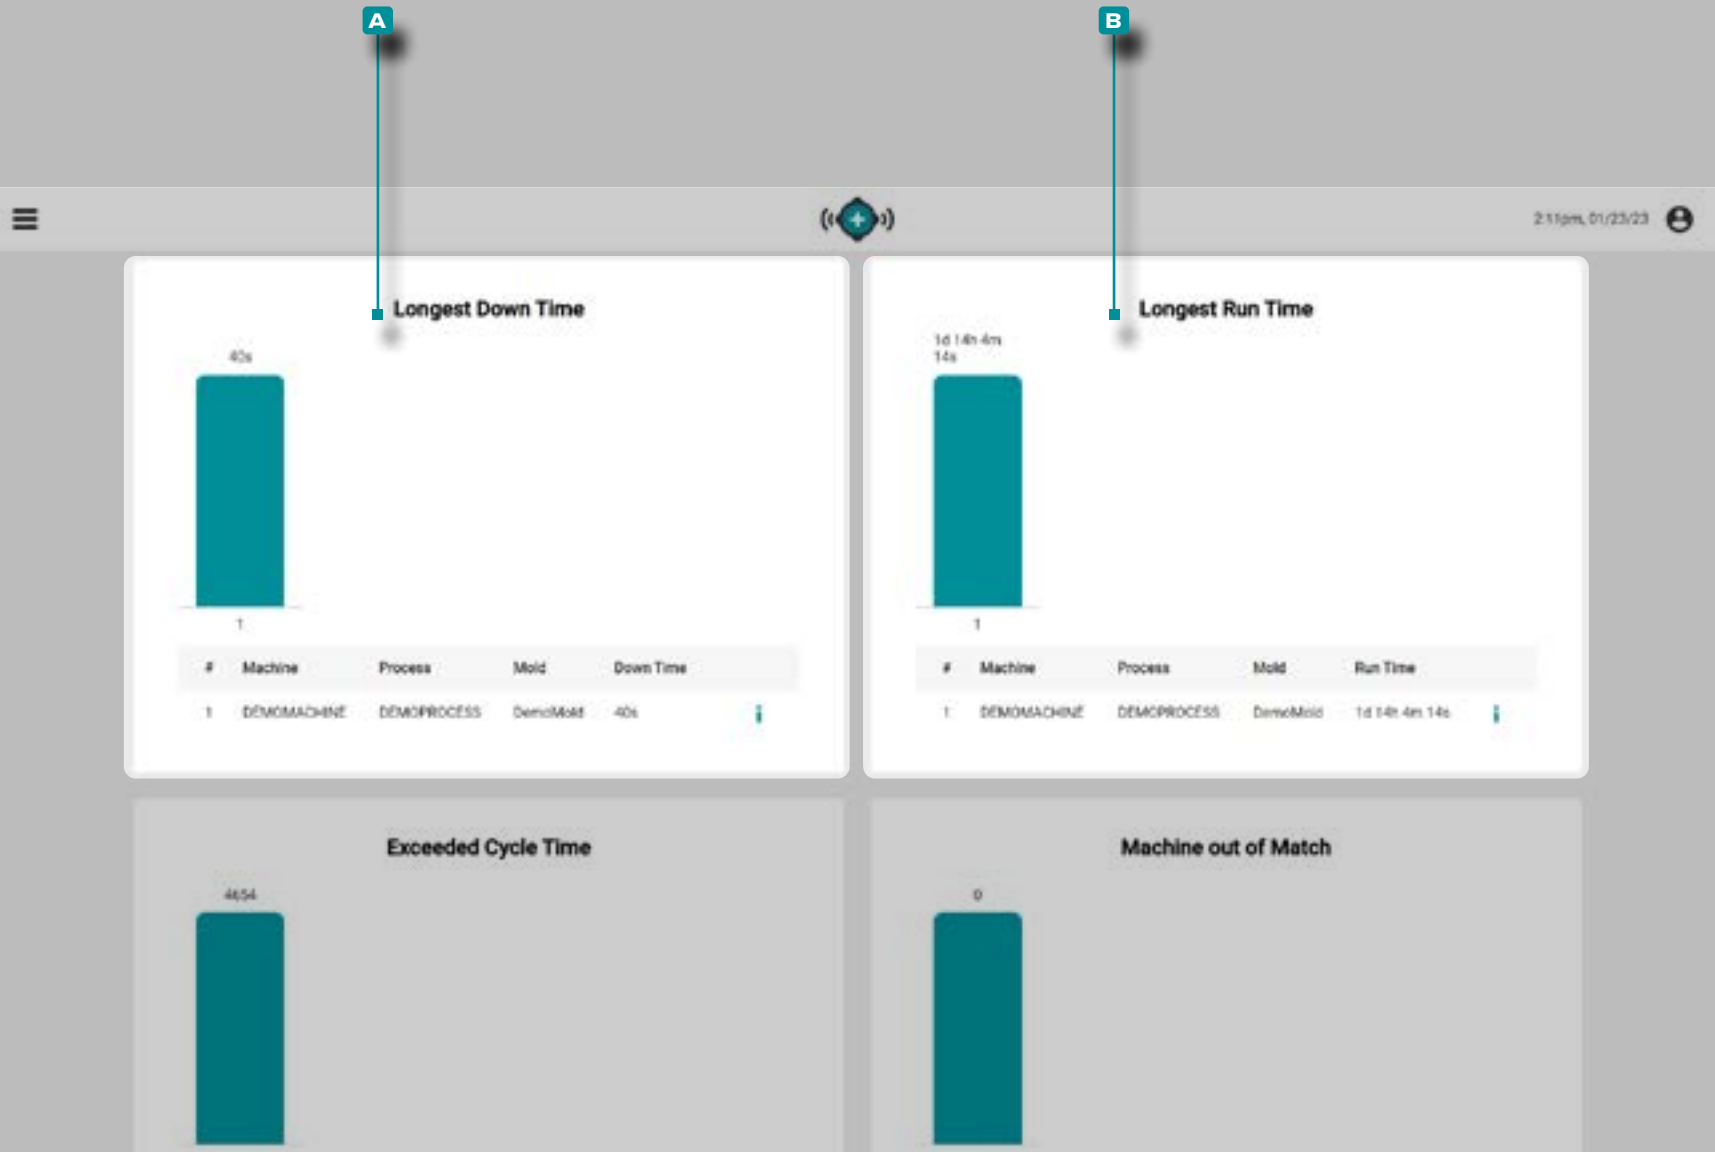 A
B
2:11pm, 01/23/23
Longest Down Time
40s
1
# Machine Process Mold Down Time
1 DEMOMACHINE DEMOPROCESS DemoMold 40s
Longest Run Time
1d 14h 4m
14s
1
# Machine Process Mold Run Time
1 DEMOMACHINE DEMOPROCESS DemoMold 1d 14h 4m 14s
Exceeded Cycle Time
4654
Machine out of Match
0